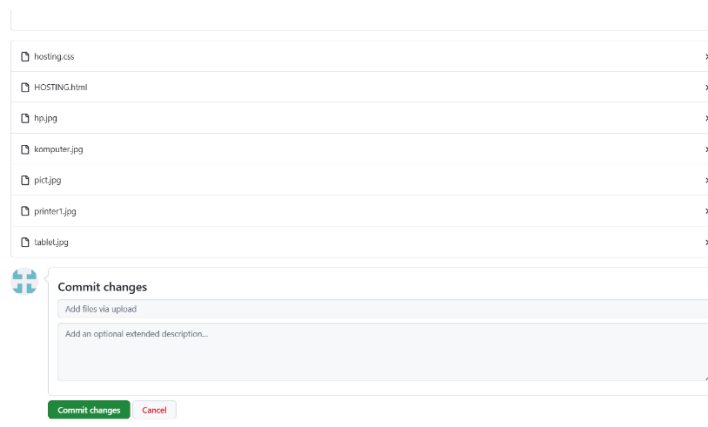 hosting.css
HOSTING.html
hp.jpg
komputer.jpg
pict.jpg
printer1.jpg
tablet.jpg
Commit changes
Add files via upload
Add an optional extended description...
Commit changes
Cancel